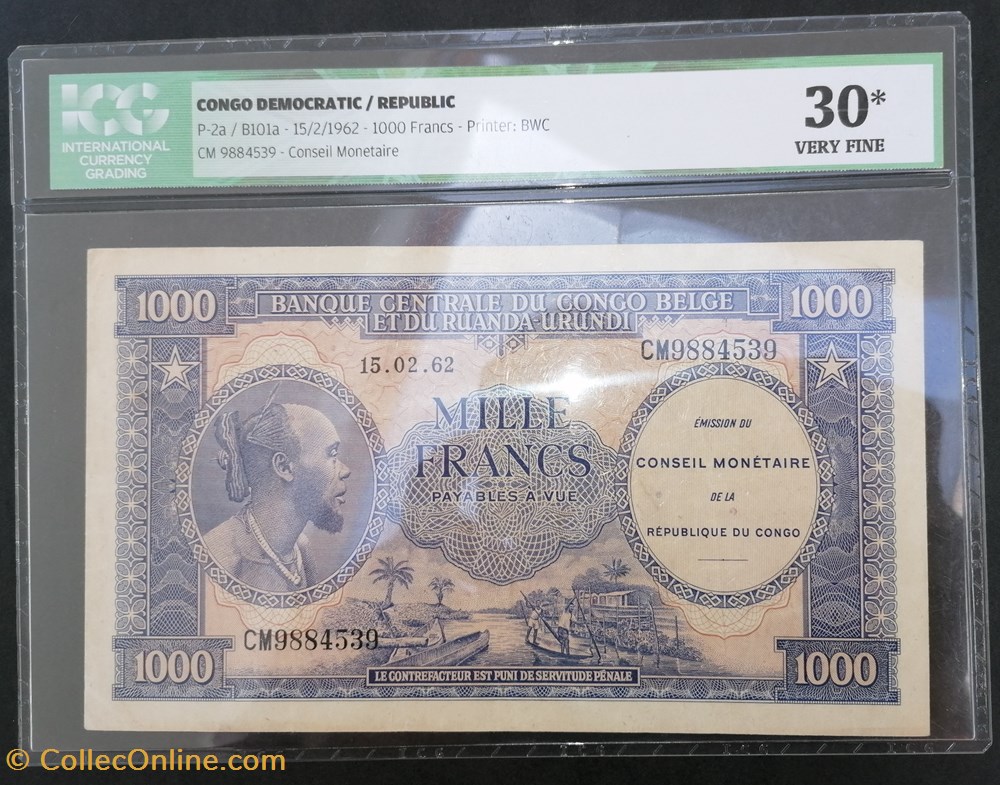 ICG
INTERNATIONAL
CURRENCY
GRADING
CONGO DEMOCRATIC / REPUBLIC
P-2a / B101a - 15/2/1962 - 1000 Francs - Printer: BWC
CM 9884539 - Conseil Monetaire
30*
VERY FINE
1000
BANQUE CENTRALE DU CONGO BELGE
ET DU RUANDA-URUNDI
1000
15.02.62
CM9884539
MILLE
FRANCS
PAYABLES A VUE
ÉMISSION DU
CONSEIL MONÉTAIRE
DE LA
RÉPUBLIQUE DU CONGO
CM9884539
1000
LE CONTREFACTEUR EST PUNI DE SERVITUDE PÉNALE
1000
© CollecOnline.com